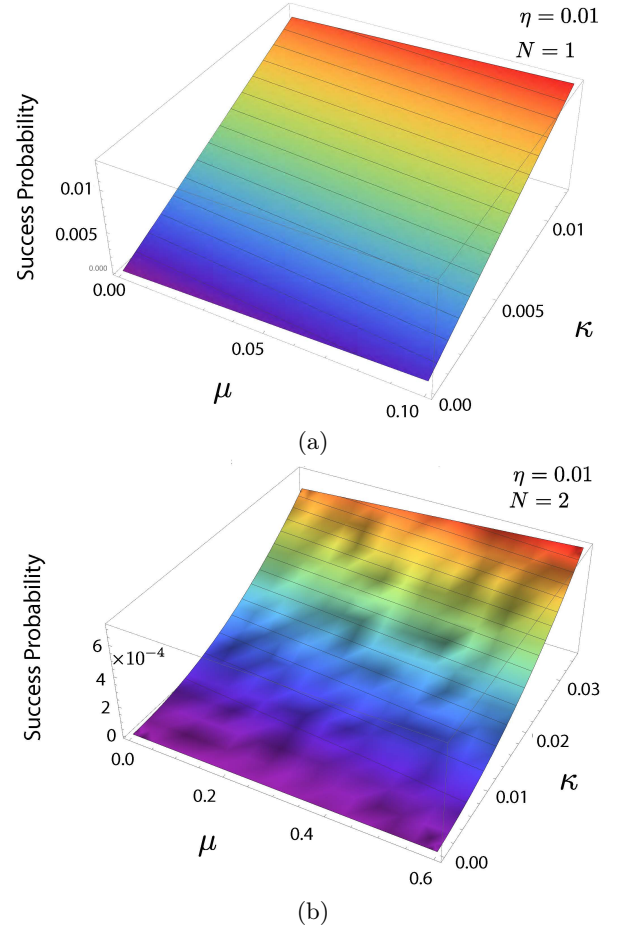 η = 0.01
N = 1
Success Probability
0.01
0.005
0.000
0.00
0.05
0.10
μ
0.01
0.005
0.00
κ
(a)
η = 0.01
N = 2
Success Probability
6
×10⁻⁴
4
2
0
0.0
0.2
0.4
0.6
μ
0.03
0.02
0.01
0.00
κ
(b)